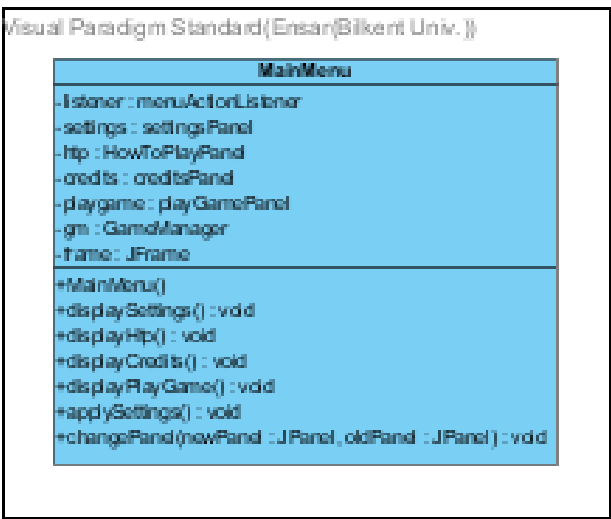 Visual Paradigm Standard(Ensar(Bilkent Univ.))
MainMenu
-listener : menuActionListener
-settings : settingsPanel
-htp : HowToPlayPanel
-credits : creditsPanel
-playgame : playGamePanel
-gm : GameManager
-frame : JFrame
+MainMenu()
+displaySettings() : void
+displayHtp() : void
+displayCredits() : void
+displayPlayGame() : void
+applySettings() : void
+changePanel(newPanel : JPanel, oldPanel : JPanel) : void